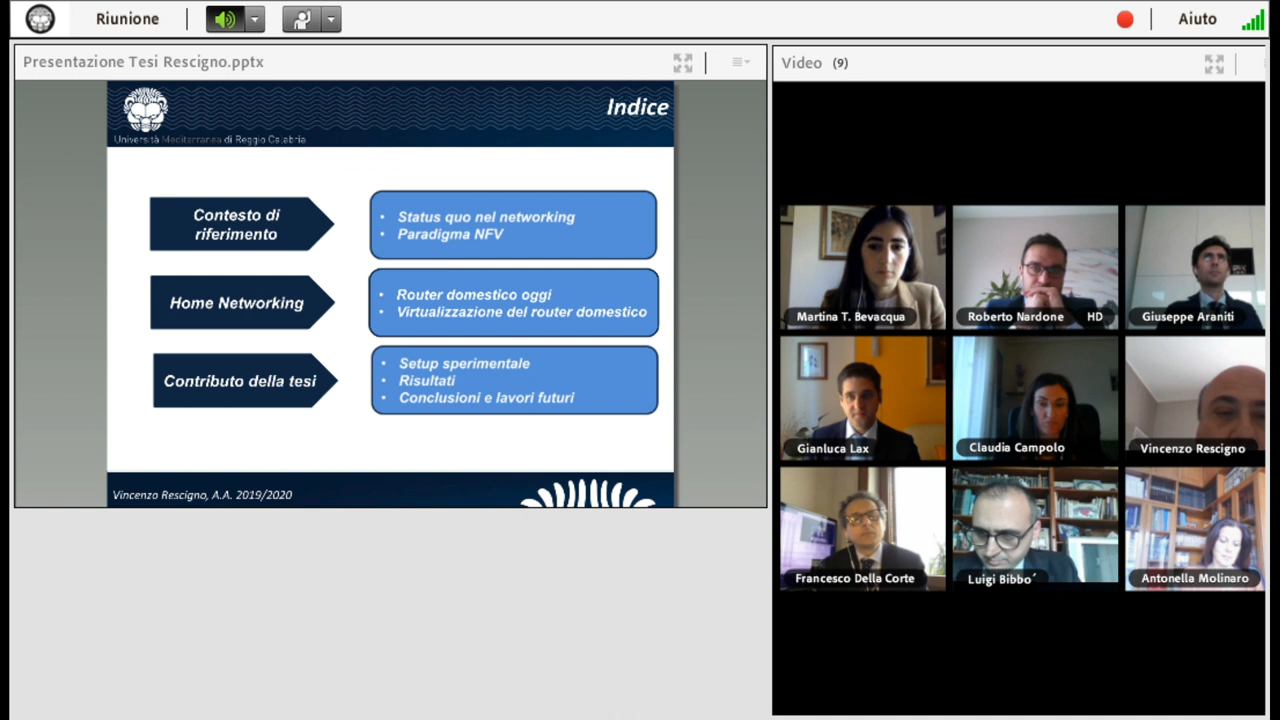 Riunione
Aiuto
Presentazione Tesi Rescigno.pptx
Video (9)
Indice
Università Mediterranea di Reggio Calabria
Contesto di
riferimento
• Status quo nel networking
• Paradigma NFV
Home Networking
• Router domestico oggi
• Virtualizzazione del router domestico
Contributo della tesi
• Setup sperimentale
• Risultati
• Conclusioni e lavori futuri
Vincenzo Rescigno, A.A. 2019/2020
Martina T. Bevacqua
Roberto Nardone HD
Giuseppe Araniti
Gianluca Lax
Claudia Campolo
Vincenzo Rescigno
Francesco Della Corte
Luigi Bibbo´
Antonella Molinaro